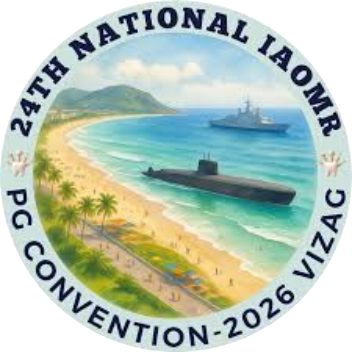 24TH NATIONAL IAOMR
PG CONVENTION-2026 VIZAG